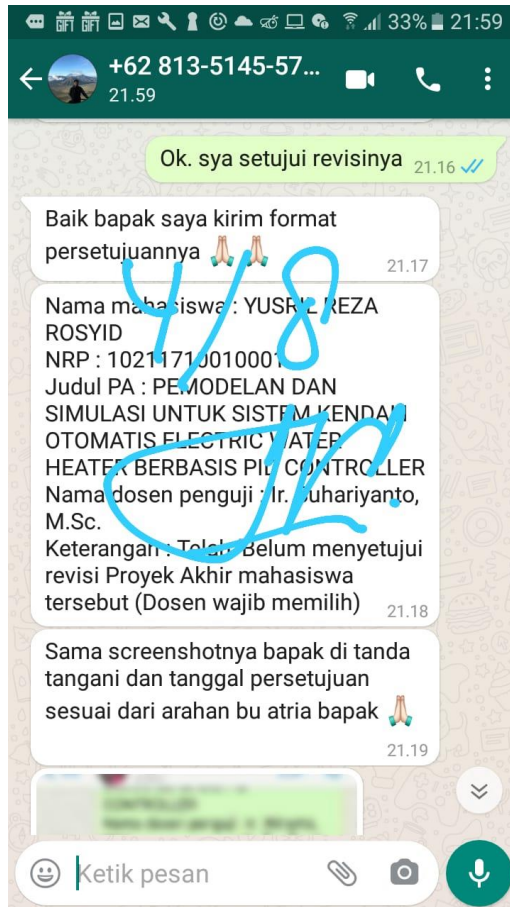 GIFT GIFT 33% 21:59
+62 813-5145-57...
21.59
Ok. sya setujui revisinya 21.16
Baik bapak saya kirim format
persetujuannya 🙏🏻🙏🏻
21.17
Nama mahasiswa : YUSRIL REZA
ROSYID
NRP : 10211710010001
Judul PA : PEMODELAN DAN
SIMULASI UNTUK SISTEM KENDALI
OTOMATIS ELECTRIC WATER
HEATER BERBASIS PID CONTROLLER
Nama dosen penguji : Ir. Suhariyanto,
M.Sc.
Keterangan : Telah/Belum menyetujui
revisi Proyek Akhir mahasiswa
tersebut (Dosen wajib memilih) 21.18
4/8
Sama screenshotnya bapak di tanda
tangani dan tanggal persetujuan
sesuai dari arahan bu atria bapak 🙏🏻
21.19
Ketik pesan